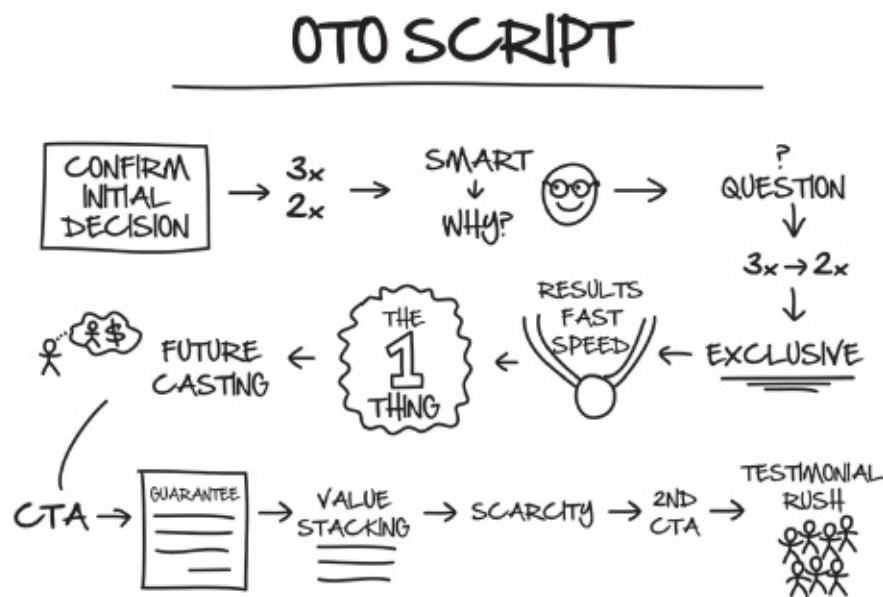 OTO SCRIPT
CONFIRM
INITIAL
DECISION
3x
2x
SMART
WHY?
?
QUESTION
3x → 2x
EXCLUSIVE
RESULTS
FAST
SPEED
THE
1
THING
FUTURE
CASTING
$
CTA
GUARANTEE
VALUE
STACKING
SCARCITY
2ND
CTA
TESTIMONIAL
RUSH